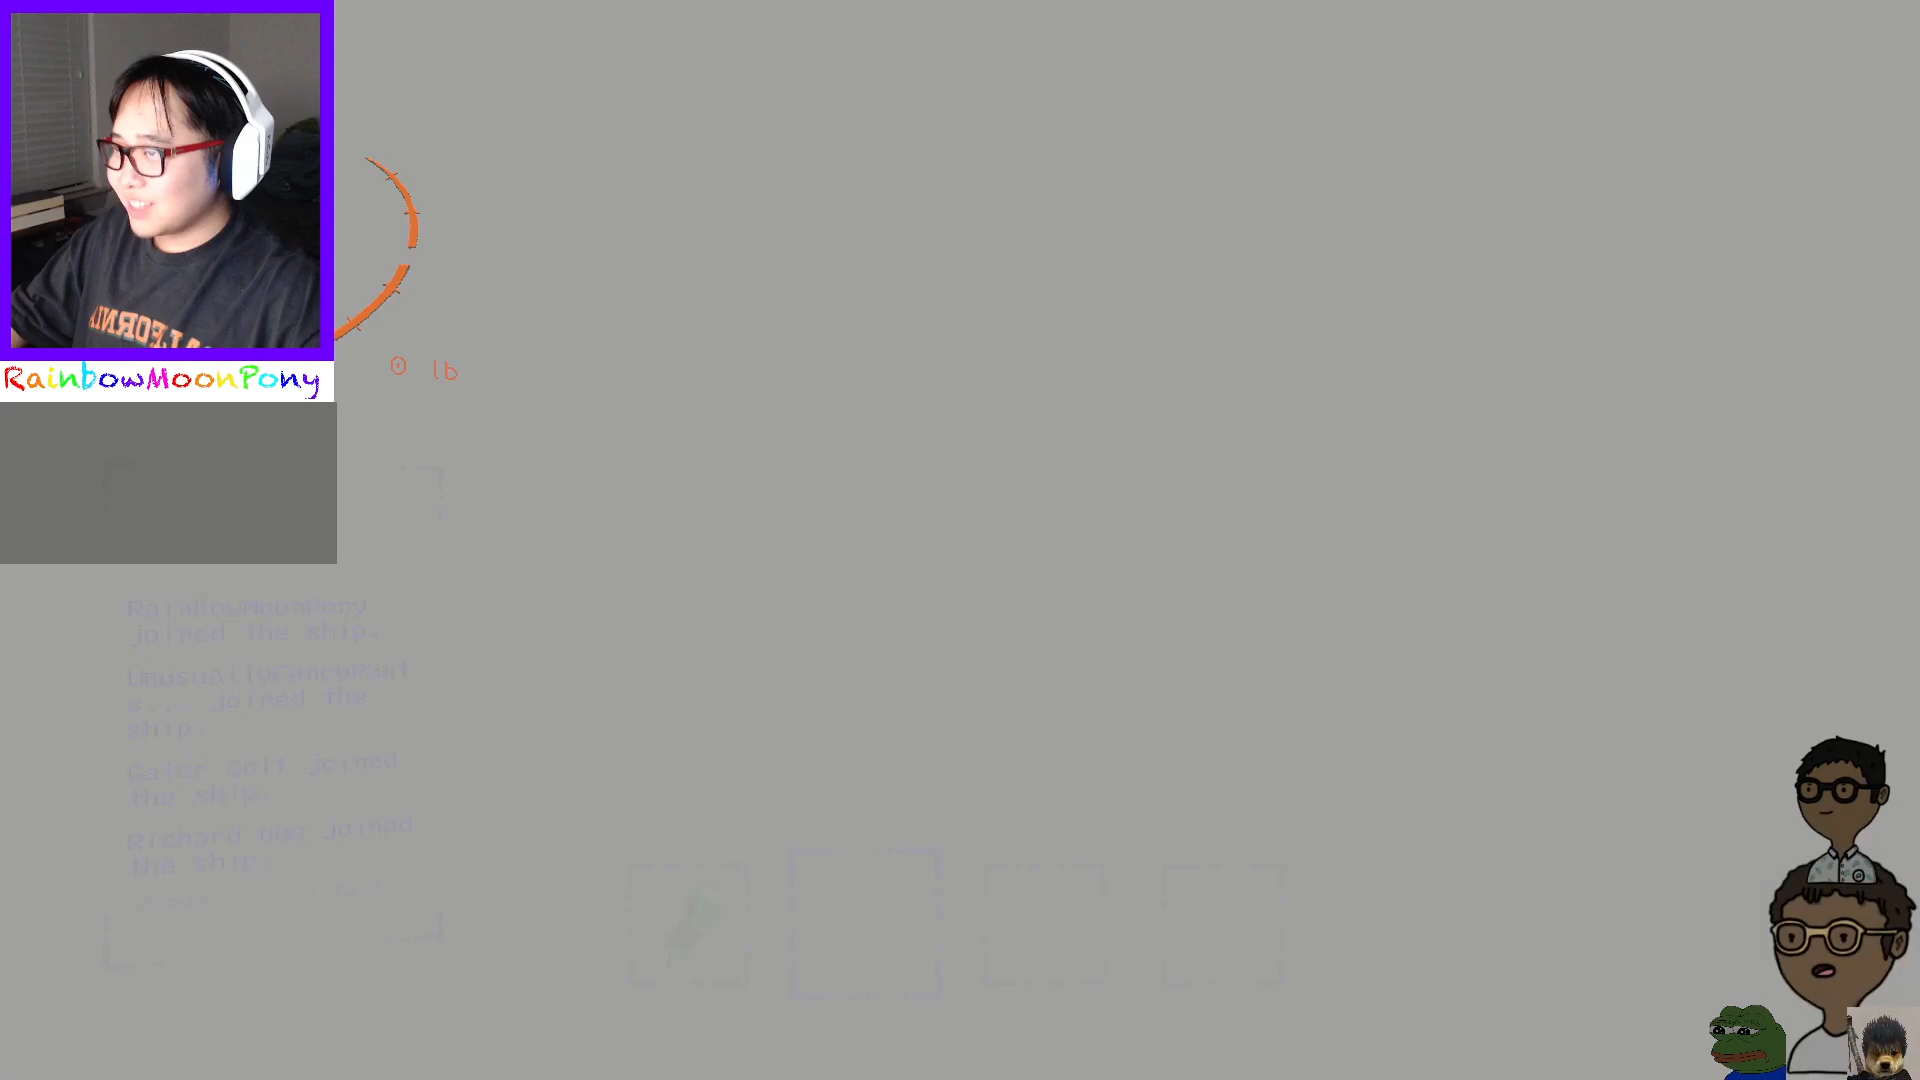 CALIFORNIA
RainbowMoonPony
0 lb
RainbowMoonPony
joined the ship.
UnusuallyFancyPant
s... joined the
ship.
Gator Golf joined
the ship.
Richard
joined
the ship.